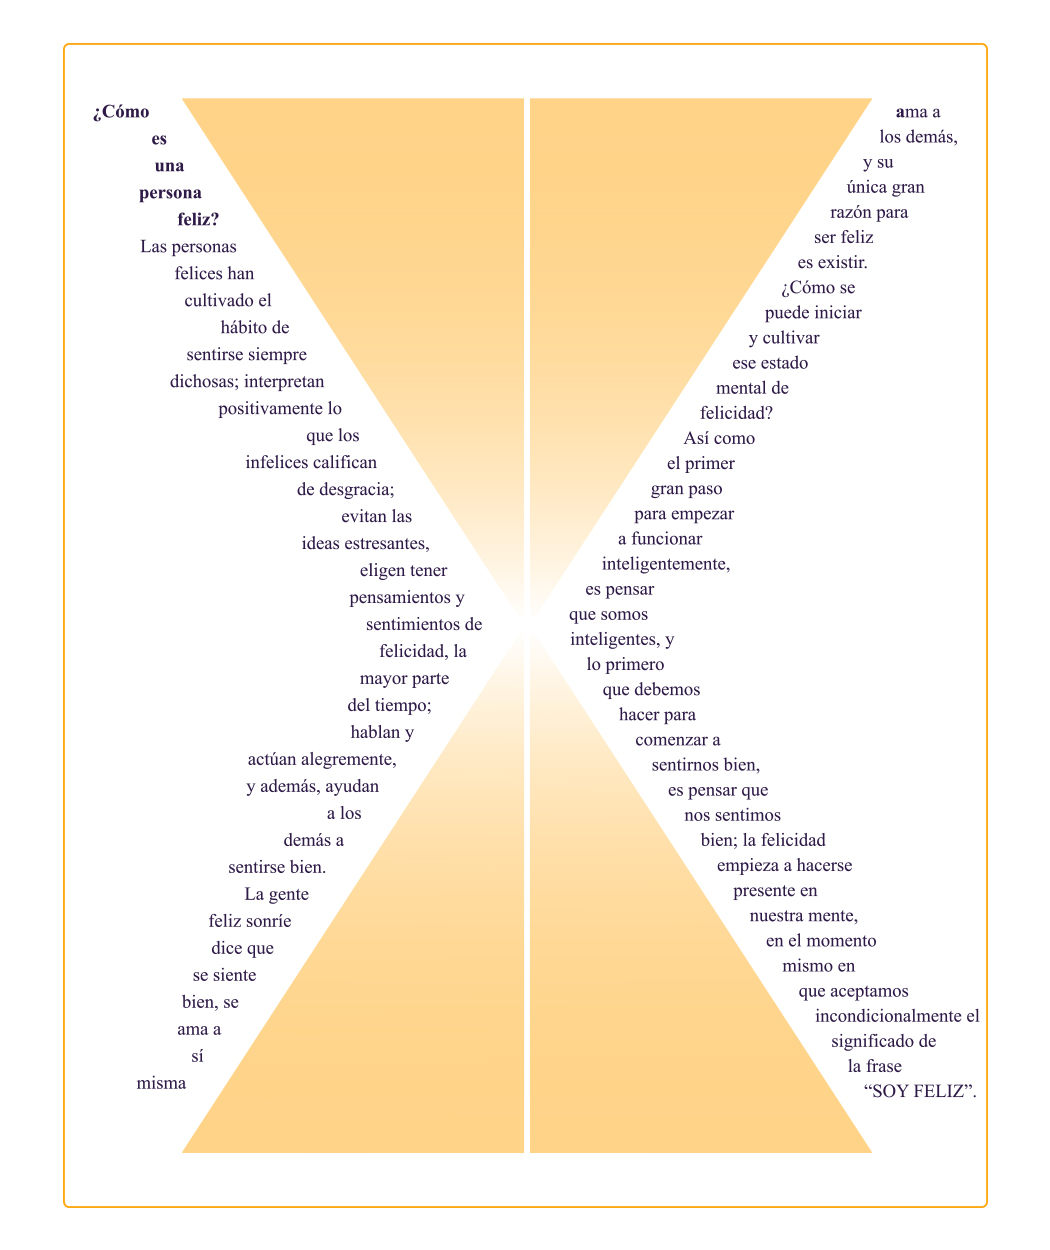 ¿Cómo
es
una
persona
feliz?
Las personas
felices han
cultivado el
hábito de
sentirse siempre
dichosas; interpretan
positivamente lo
que los
infelices califican
de desgracia;
evitan las
ideas estresantes,
eligen tener
pensamientos y
sentimientos de
felicidad, la
mayor parte
del tiempo;
hablan y
actúan alegremente,
y además, ayudan
a los
demás a
sentirse bien.
La gente
feliz sonríe
dice que
se siente
bien, se
ama a
sí
misma
ama a
los demás,
y su
única gran
razón para
ser feliz
es existir.
¿Cómo se
puede iniciar
y cultivar
ese estado
mental de
felicidad?
Así como
el primer
gran paso
para empezar
a funcionar
inteligentemente,
es pensar
que somos
inteligentes, y
lo primero
que debemos
hacer para
comenzar a
sentirnos bien,
es pensar que
nos sentimos
bien; la felicidad
empieza a hacerse
presente en
nuestra mente,
en el momento
mismo en
que aceptamos
incondicionalmente el
significado de
la frase
“SOY FELIZ”.